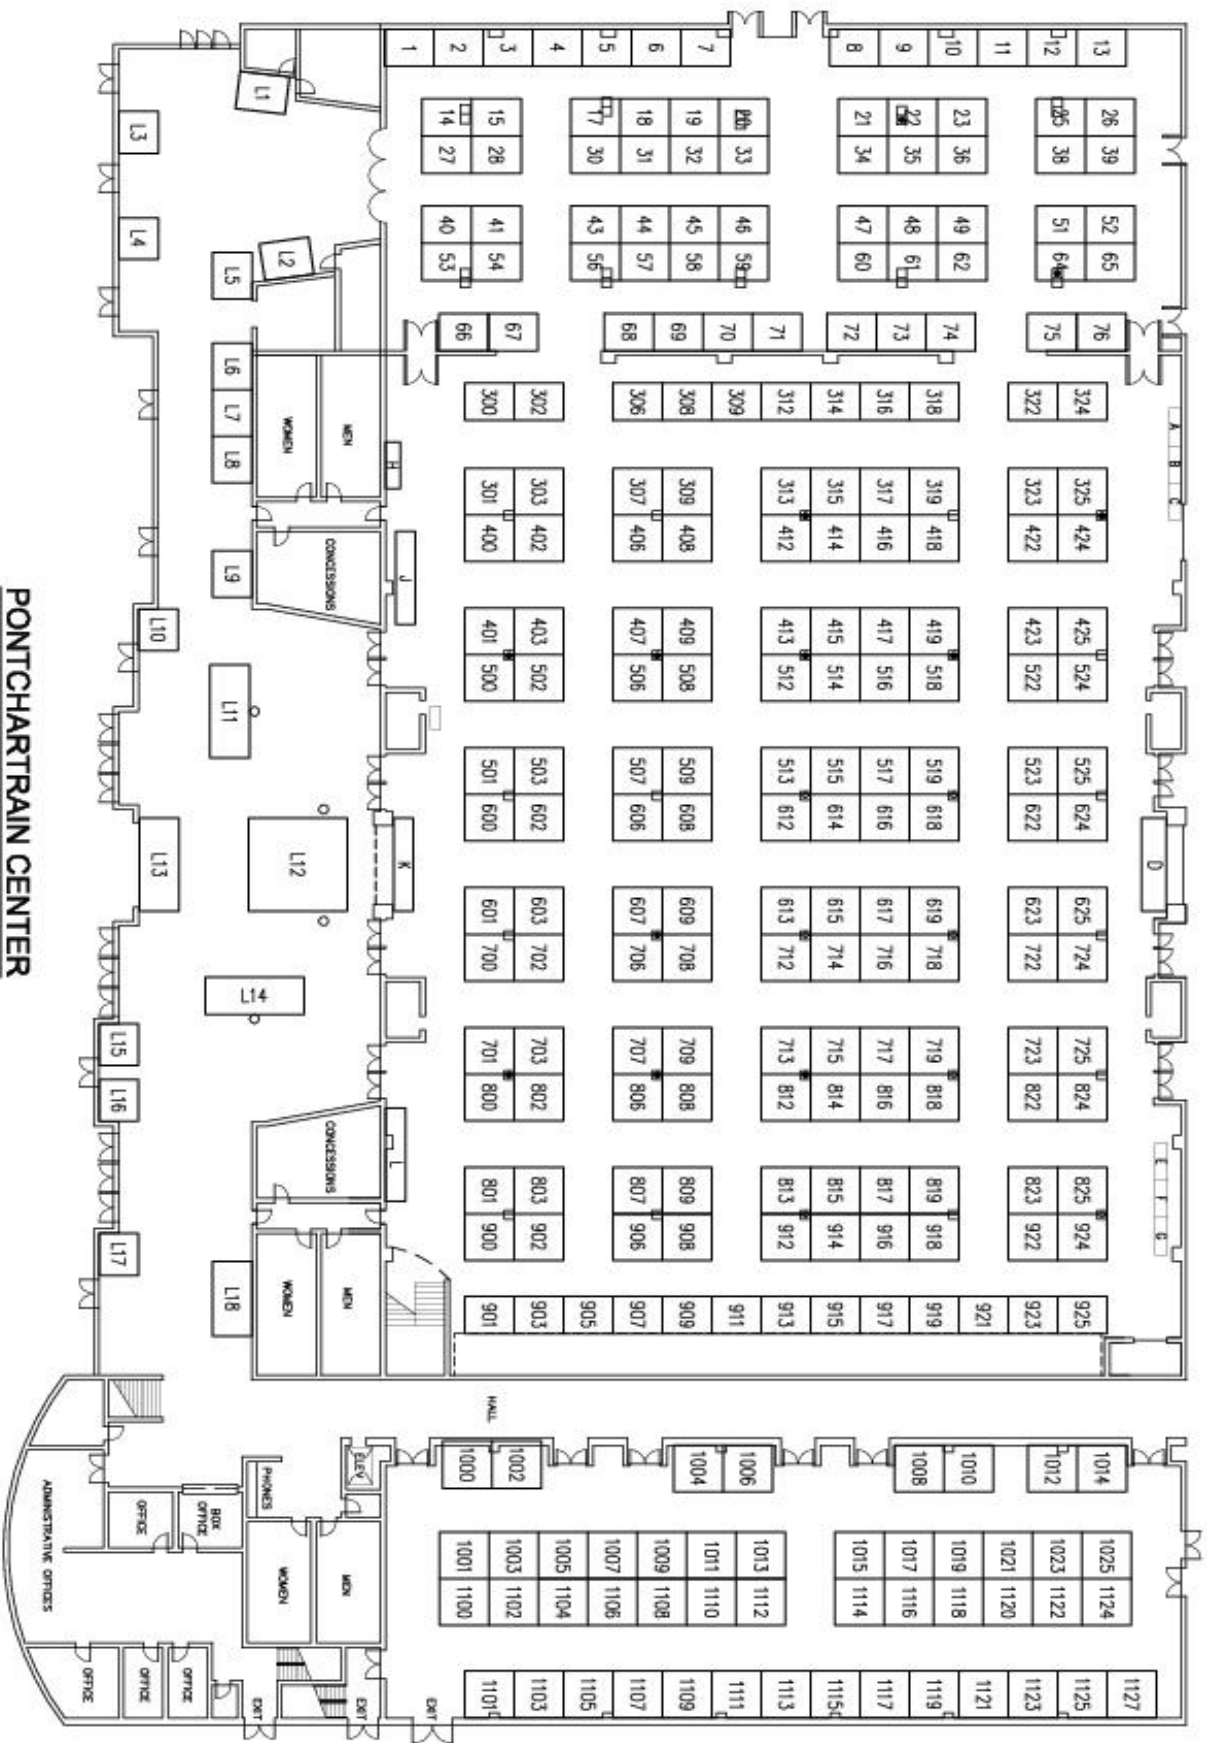 1 2 3 4 5 6 7 8 9 10 11 12 13
14 15 17 18 19 21 22 23 26
27 28 30 31 32 33 34 35 36 38 39
40 41 43 44 45 46 47 48 49 51 52
53 54 56 57 58 59 60 61 62 64 65
66 67 68 69 70 71 72 73 74 75 76
300 302 306 308 309 312 314 316 318 322 324
301 303 307 309 313 315 317 319 323 325
400 402 406 408 412 414 416 418 422 424
401 403 407 409 413 415 417 419 423 425
500 502 506 508 512 514 516 518 522 524
501 503 507 509 513 515 517 519 523 525
600 602 606 608 612 614 616 618 622 624
601 603 607 609 613 615 617 619 623 625
700 702 706 708 712 714 716 718 722 724
701 703 707 709 713 715 717 719 723 725
800 802 806 808 812 814 816 818 822 824
801 803 807 809 813 815 817 819 823 825
900 902 906 908 912 914 916 918 922 924
901 903 905 907 909 911 913 915 917 919 921 923 925
HALL
1000 1002 1004 1006 1008 1010 1012 1014
1001 1003 1005 1007 1009 1011 1013 1015 1017 1019 1021 1023 1025
1100 1102 1104 1106 1108 1110 1112 1114 1116 1118 1120 1122 1124
1101 1103 1105 1107 1109 1111 1113 1115 1117 1119 1121 1123 1125 1127
A
B
C
D
E
F
G
H
J
K
L
L1
L2
L3
L4
L5
L6
L7
L8
L9
L10
L11
L12
L13
L14
L15
L16
L17
L18
WOMEN
MEN
CONCESSIONS
CONCESSIONS
WOMEN
MEN
ELEV
PHONES
BOX
OFFICE
OFFICE
ADMINISTRATIVE OFFICES
WOMEN
MEN
OFFICE
OFFICE
OFFICE
EXIT
EXIT
EXIT
PONTCHARTRAIN CENTER